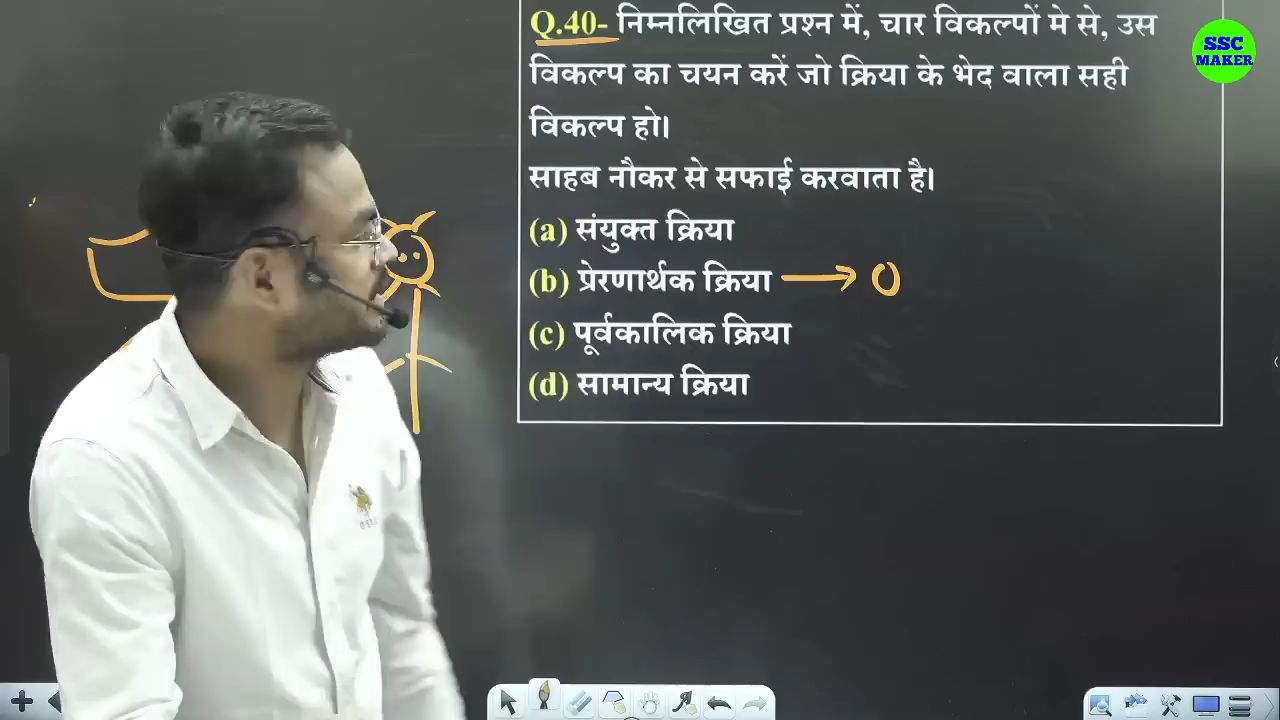 Q.40- निम्नलिखित प्रश्न में, चार विकल्पों मे से, उस
विकल्प का चयन करें जो क्रिया के भेद वाला सही
विकल्प हो।
साहब नौकर से सफाई करवाता है।
(a) संयुक्त क्रिया
(b) प्रेरणार्थक क्रिया → 0
(c) पूर्वकालिक क्रिया
(d) सामान्य क्रिया
SSC
MAKER